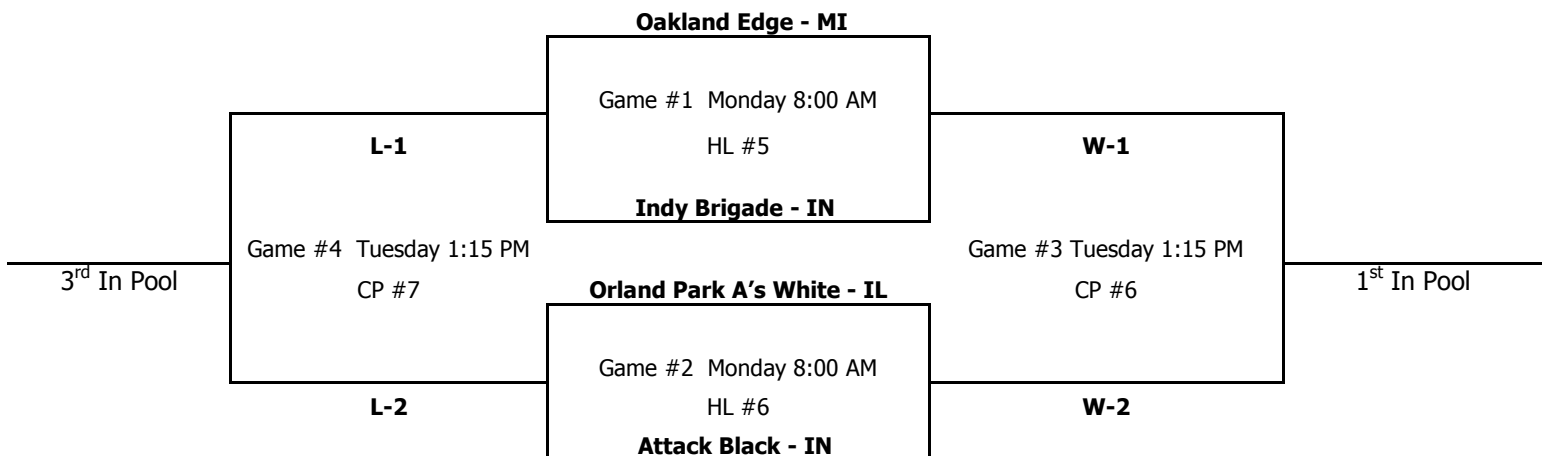 Oakland Edge - MI
Game #1 Monday 8:00 AM
L-1
HL #5
W-1
Indy Brigade - IN
Game #4 Tuesday 1:15 PM
Game #3 Tuesday 1:15 PM
3rd In Pool
CP #7
Orland Park A’s White - IL
CP #6
1st In Pool
Game #2 Monday 8:00 AM
L-2
HL #6
W-2
Attack Black - IN